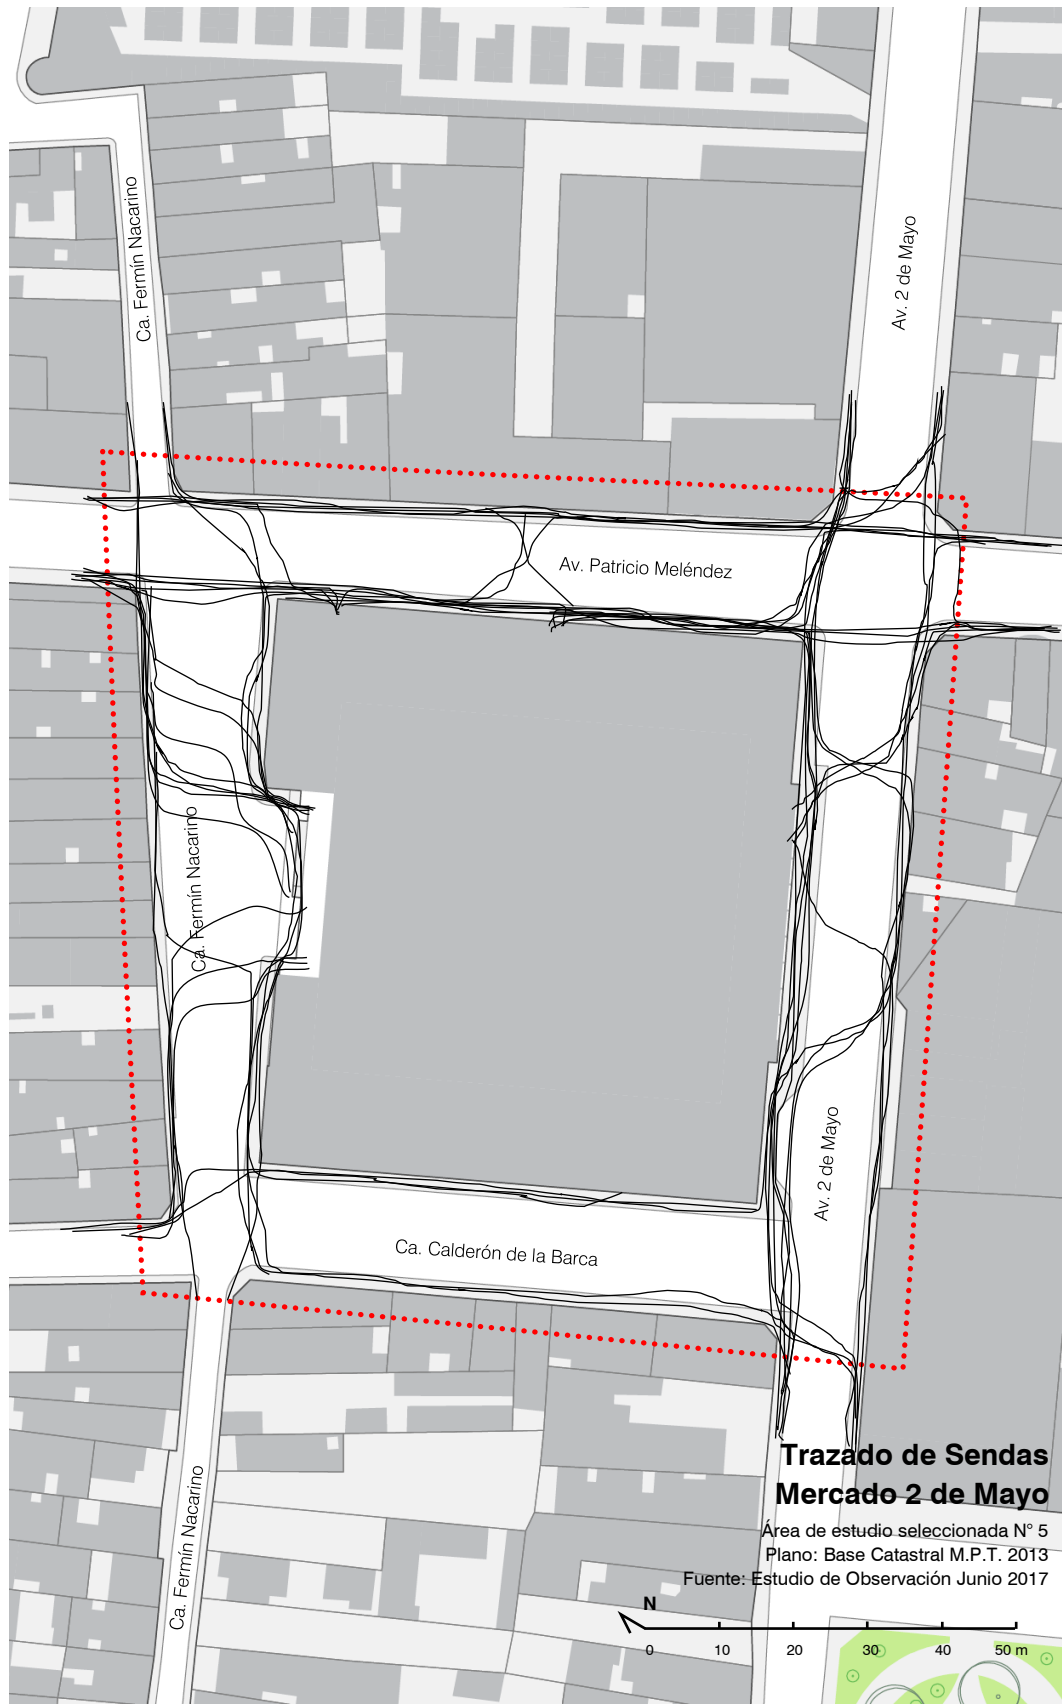 Ca. Fermín Nacarino
Av. 2 de Mayo
Av. Patricio Meléndez
Ca. Fermín Nacarino
Av. 2 de Mayo
Ca. Calderón de la Barca
Ca. Fermín Nacarino
Trazado de Sendas
Mercado 2 de Mayo
Área de estudio seleccionada N° 5
Plano: Base Catastral M.P.T. 2013
Fuente: Estudio de Observación Junio 2017
N
0 10 20 30 40 50 m